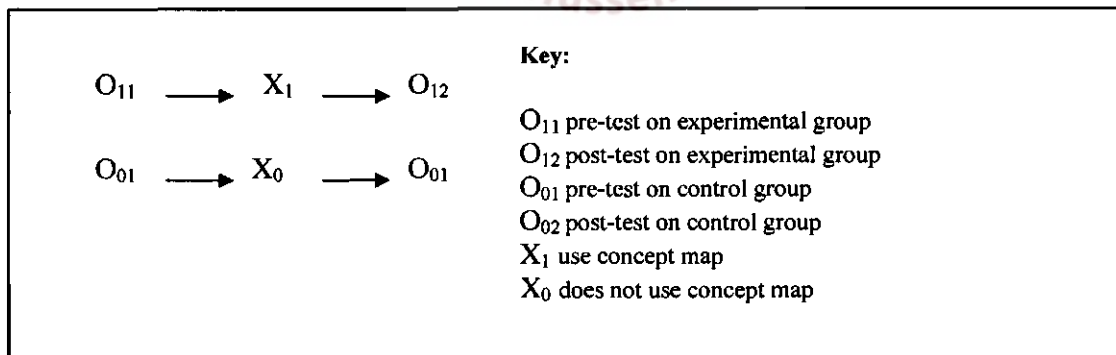 Key:
O₁₁ → X₁ → O₁₂
O₁₁ pre-test on experimental group
O₁₂ post-test on experimental group
O₀₁ → X₀ → O₀₁
O₀₁ pre-test on control group
O₀₂ post-test on control group
X₁ use concept map
X₀ does not use concept map